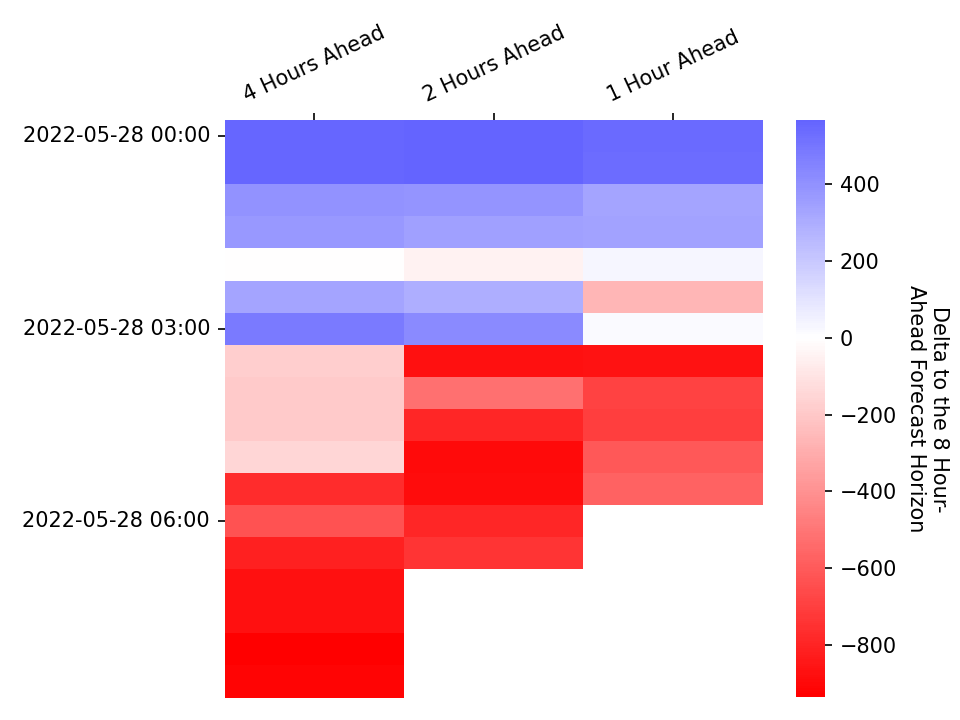 4 Hours Ahead
2 Hours Ahead
1 Hour Ahead
2022-05-28 00:00
2022-05-28 03:00
2022-05-28 06:00
400
200
0
−200
−400
−600
−800
Delta to the 8 Hour-
Ahead Forecast Horizon